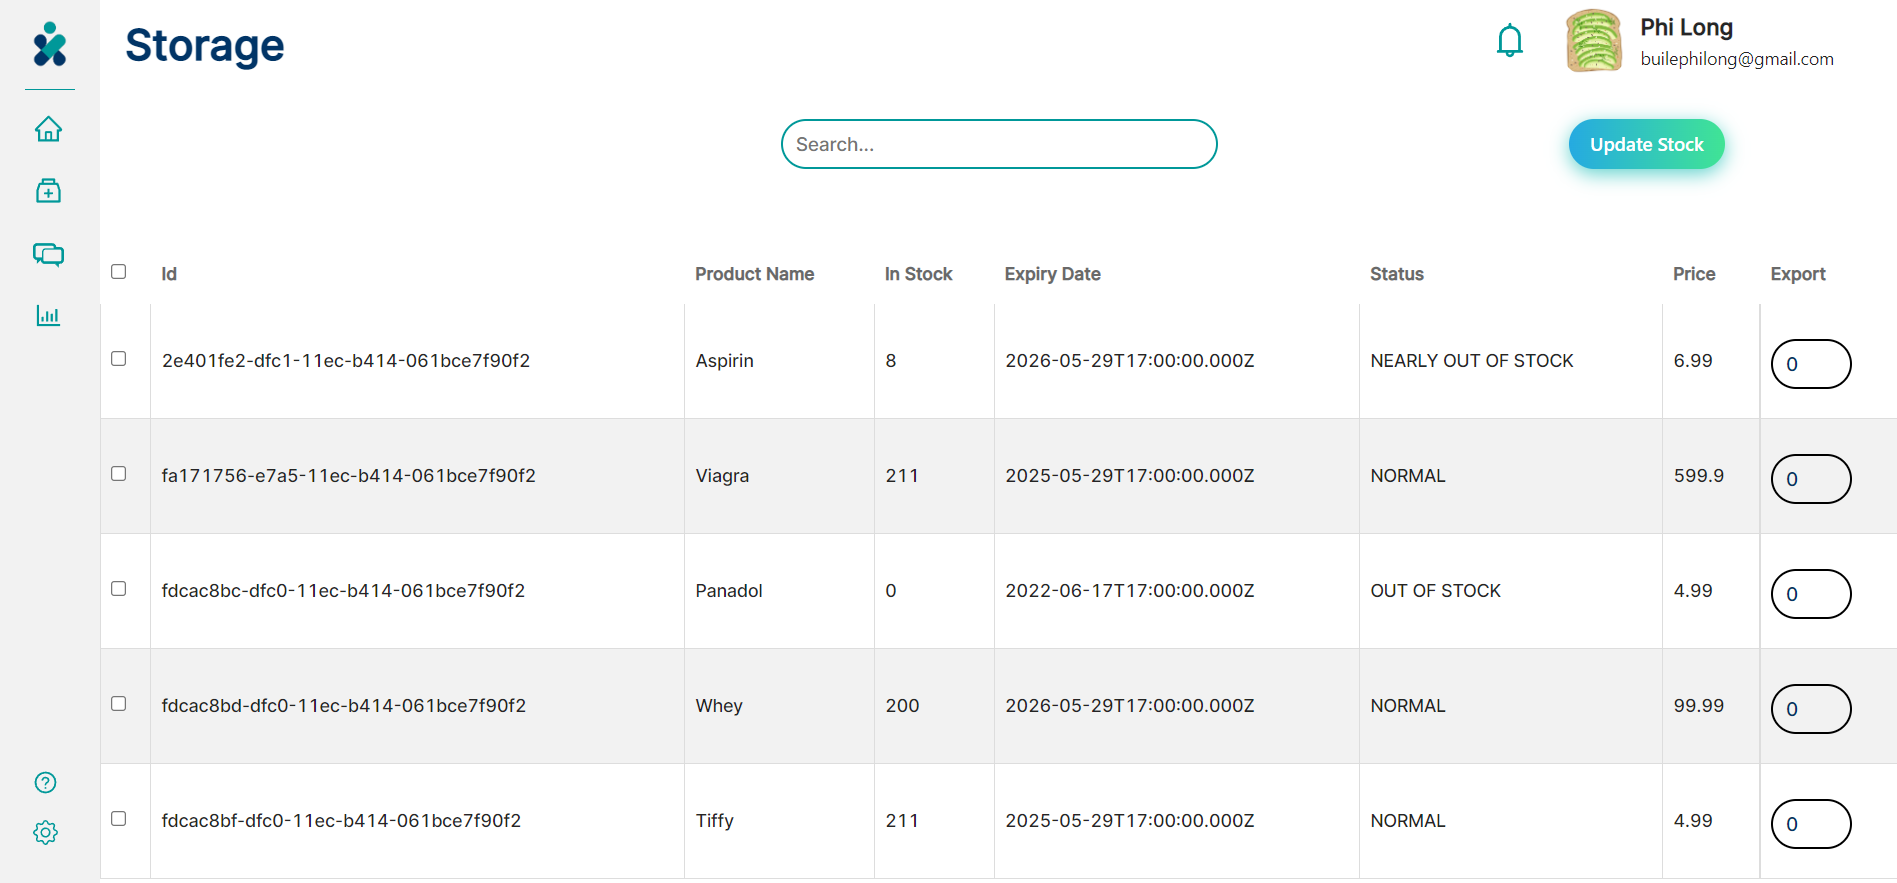 Storage
Phi Long
builephilong@gmail.com
Search...
Update Stock
Id Product Name In Stock Expiry Date Status Price Export
2e401fe2-dfc1-11ec-b414-061bce7f90f2 Aspirin 8 2026-05-29T17:00:00.000Z NEARLY OUT OF STOCK 6.99 0
fa171756-e7a5-11ec-b414-061bce7f90f2 Viagra 211 2025-05-29T17:00:00.000Z NORMAL 599.9 0
fdcac8bc-dfc0-11ec-b414-061bce7f90f2 Panadol 0 2022-06-17T17:00:00.000Z OUT OF STOCK 4.99 0
fdcac8bd-dfc0-11ec-b414-061bce7f90f2 Whey 200 2026-05-29T17:00:00.000Z NORMAL 99.99 0
fdcac8bf-dfc0-11ec-b414-061bce7f90f2 Tiffy 211 2025-05-29T17:00:00.000Z NORMAL 4.99 0